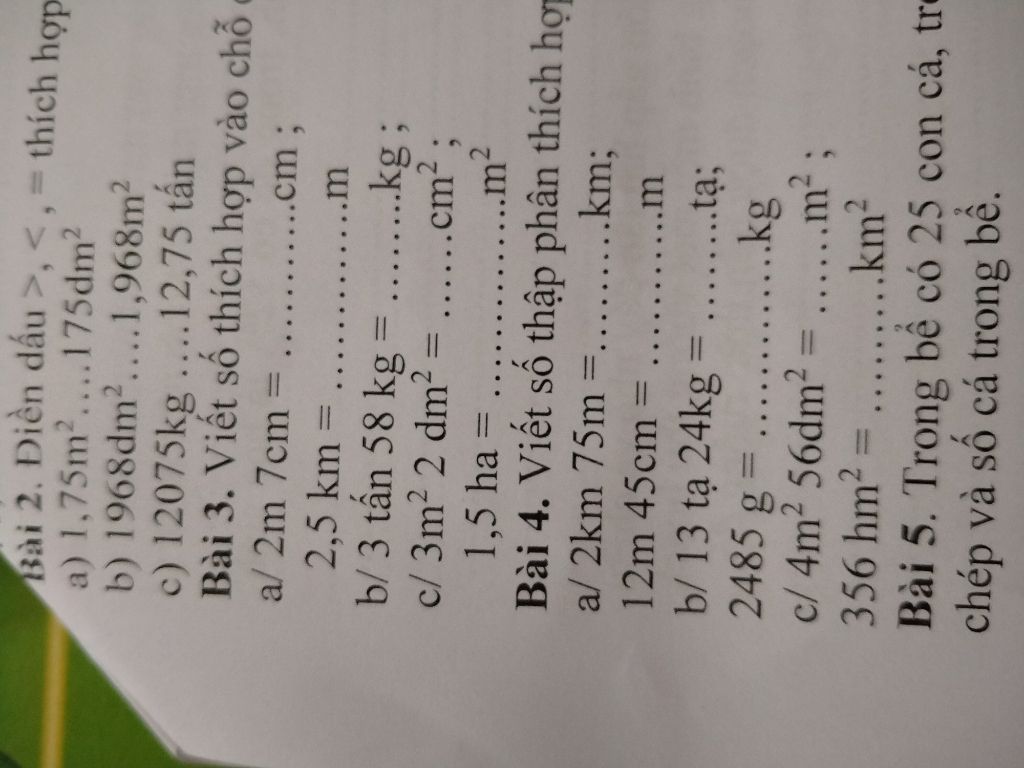 Bài 2. Điền dấu > , < , = thích hợp
a) 1,75m²....175dm²
b) 1968dm²....1,968m²
c) 12075kg ....12,75 tấn
Bài 3. Viết số thích hợp vào chỗ
a/ 2m 7cm = ..............cm ;
2,5 km = ..................m
b/ 3 tấn 58 kg = ..........kg ;
c/ 3m² 2 dm² = ........cm² ;
1,5 ha = ....................m²
Bài 4. Viết số thập phân thích hợp
a/ 2km 75m = ............km;
12m 45cm = ................m
b/ 13 tạ 24kg = ..........tạ;
2485 g = ..................kg
c/ 4m² 56dm² = ........m² ;
356 hm² = ............km²
Bài 5. Trong bể có 25 con cá,
chép và số cá trong bể.